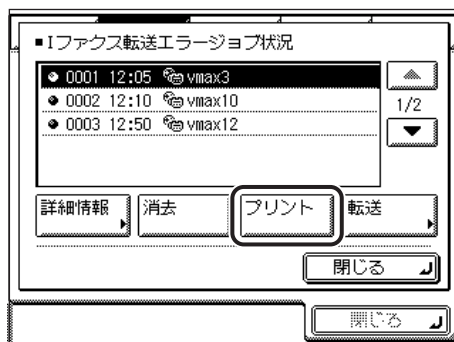 ■Iファクス転送エラージョブ状況
0001 12:05 vmax3
0002 12:10 vmax10
0003 12:50 vmax12
1/2
詳細情報 消去 プリント 転送
閉じる
閉じる